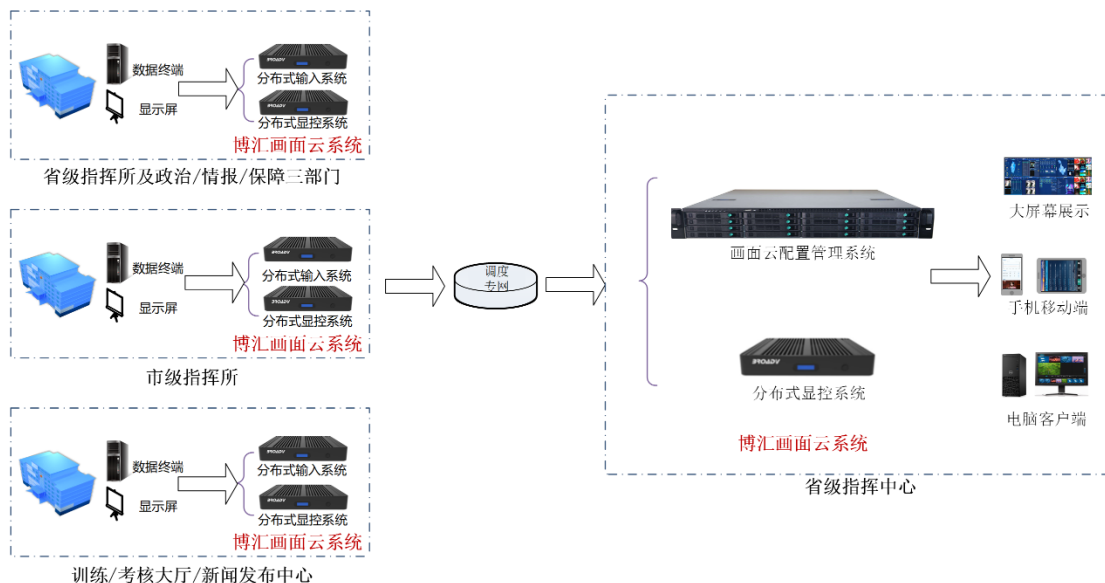 数据终端
显示屏
分布式输入系统
BROADV
分布式显控系统
博汇画面云系统
省级指挥所及政治/情报/保障三部门
数据终端
显示屏
分布式输入系统
BROADV
分布式显控系统
博汇画面云系统
市级指挥所
数据终端
显示屏
BROADV
分布式输入系统
BROADV
分布式显控系统
博汇画面云系统
训练/考核大厅/新闻发布中心
调度
专网
画面云配置管理系统
BROADV
分布式显控系统
博汇画面云系统
大屏幕展示
手机移动端
电脑客户端
省级指挥中心